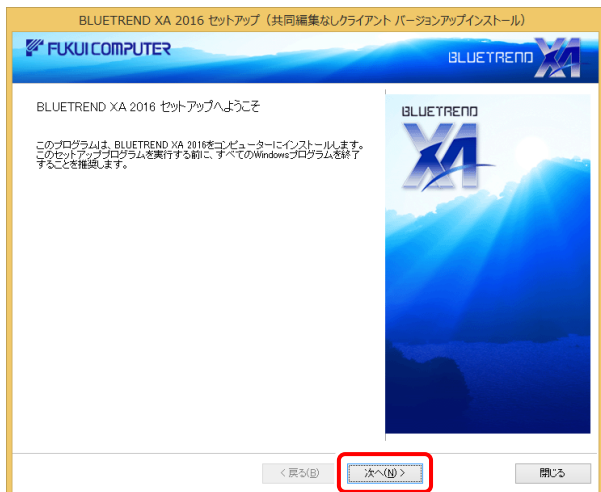 BLUETREND XA 2016 セットアップ（共同編集なしクライアント バージョンアップインストール）
FUKUI COMPUTER
BLUETREND XA
BLUETREND XA 2016 セットアップへようこそ
BLUETREND
XA
このプログラムは、BLUETREND XA 2016をコンピューターにインストールします。
このセットアッププログラムを実行する前に、すべてのWindowsプログラムを終了
することを推奨します。
< 戻る(B)
次へ(N) >
閉じる